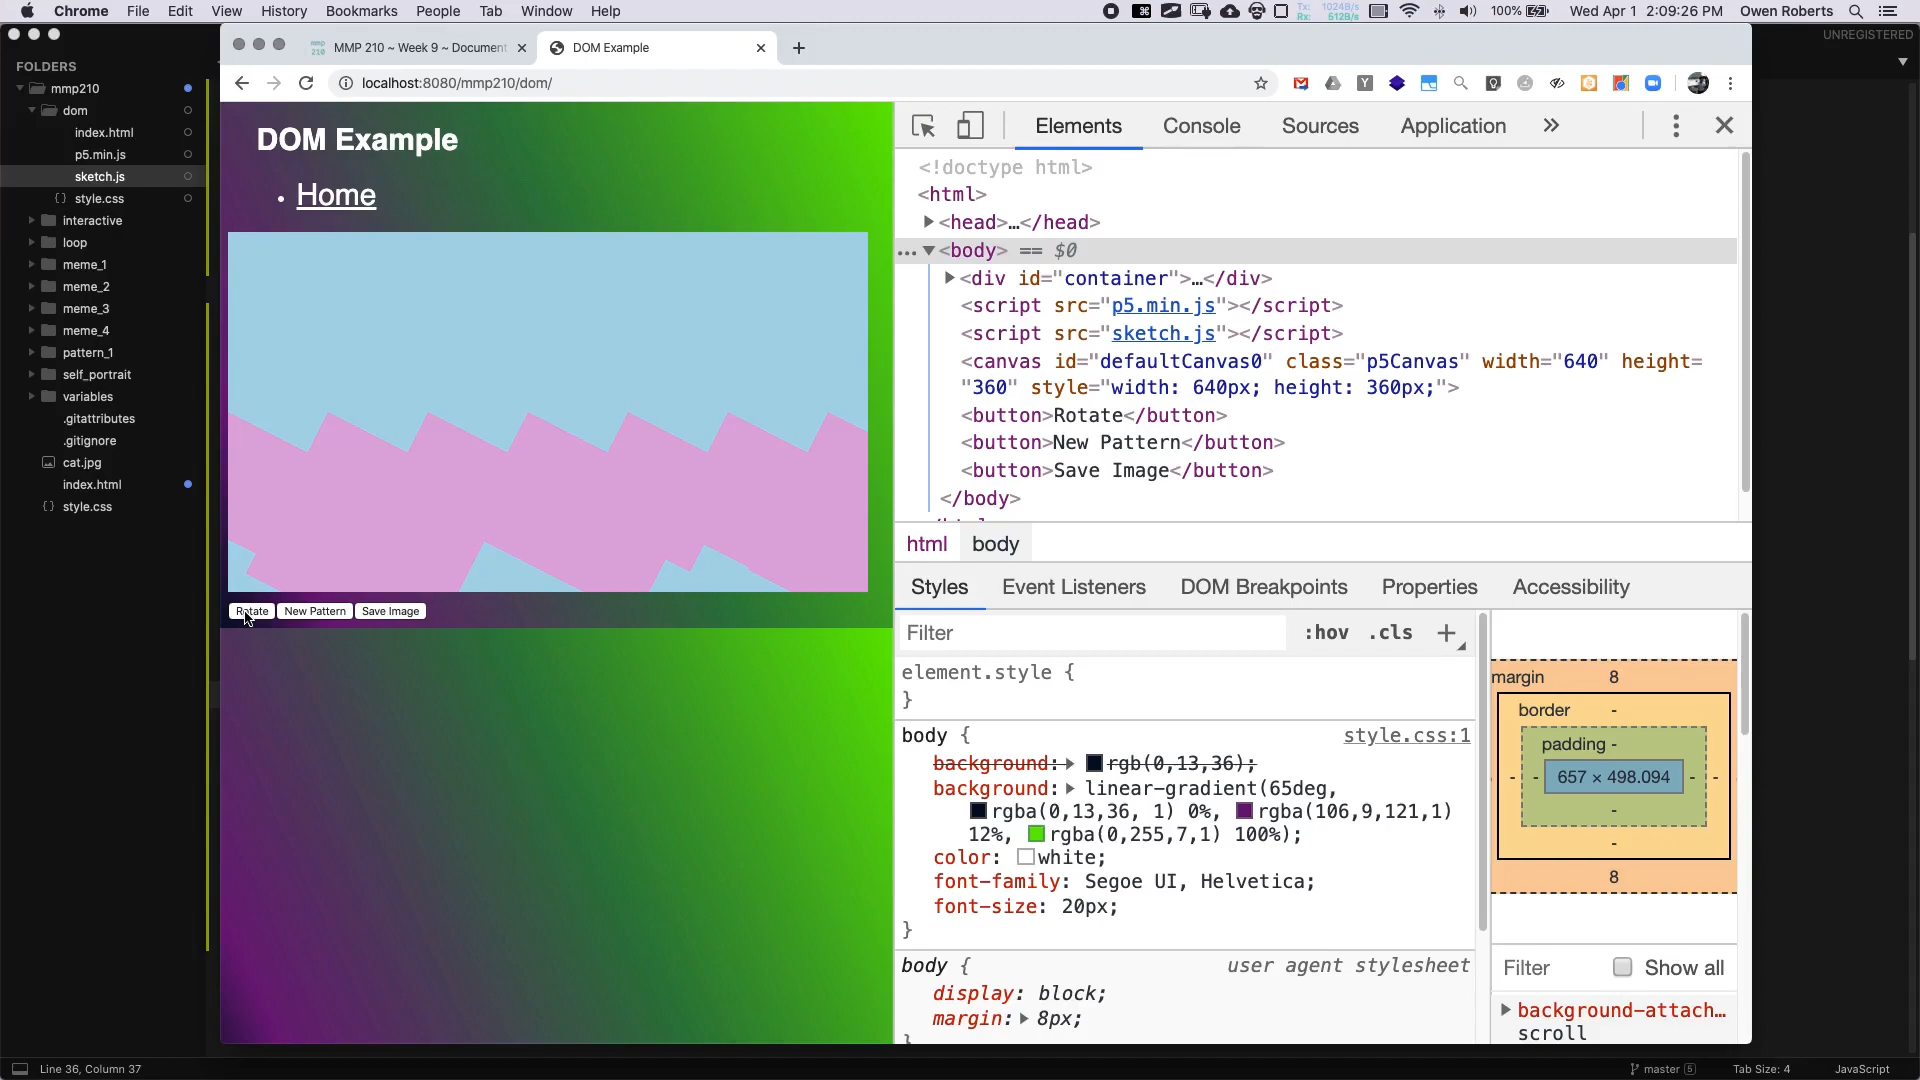 Chrome File Edit View History Bookmarks People Tab Window Help
Tx: 1024B/s
Rx: 512B/s
100% Wed Apr 1 2:09:26 PM Owen Roberts
UNREGISTERED
MMP 210 ~ Week 9 ~ Document
DOM Example
localhost:8080/mmp210/dom/
FOLDERS
mmp210
dom
index.html
p5.min.js
sketch.js
style.css
interactive
loop
meme_1
meme_2
meme_3
meme_4
pattern_1
self_portrait
variables
.gitattributes
.gitignore
cat.jpg
index.html
style.css
DOM Example
• Home
Rotate New Pattern Save Image
Elements Console Sources Application »
<!doctype html>
<html>
<head>…</head>
<body> == $0
<div id="container">…</div>
<script src="p5.min.js"></script>
<script src="sketch.js"></script>
<canvas id="defaultCanvas0" class="p5Canvas" width="640" height=
"360" style="width: 640px; height: 360px;">
<button>Rotate</button>
<button>New Pattern</button>
<button>Save Image</button>
</body>
html body
Styles Event Listeners DOM Breakpoints Properties Accessibility
Filter :hov .cls +
element.style {
}
body { style.css:1
background: rgb(0,13,36);
background: linear-gradient(65deg,
rgba(0,13,36, 1) 0%, rgba(106,9,121,1)
12%, rgba(0,255,7,1) 100%);
color: white;
font-family: Segoe UI, Helvetica;
font-size: 20px;
}
body { user agent stylesheet
display: block;
margin: 8px;
margin 8
border -
padding -
- - 657 × 498.094 - -
-
-
8
Filter Show all
background-attach…
scroll
Line 36, Column 37
master 5 Tab Size: 4 JavaScript